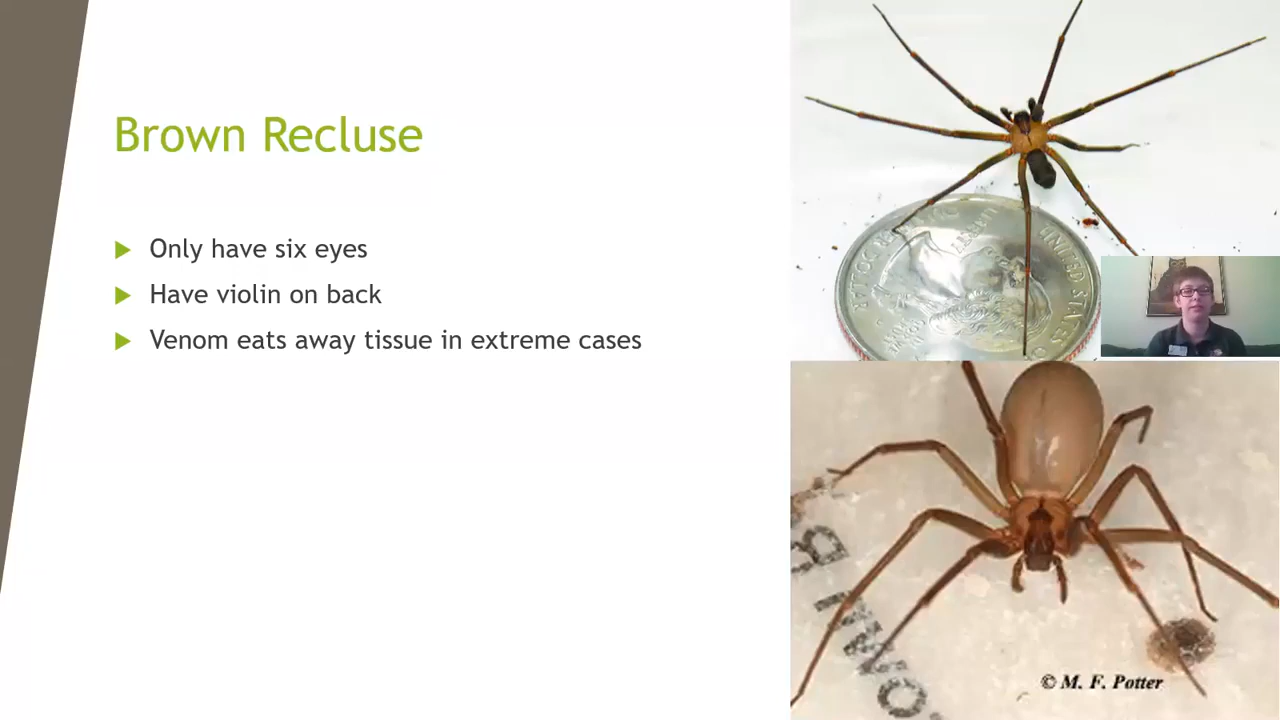 Brown Recluse
Only have six eyes
Have violin on back
Venom eats away tissue in extreme cases
UNITED STATES O
© M. F. Potter